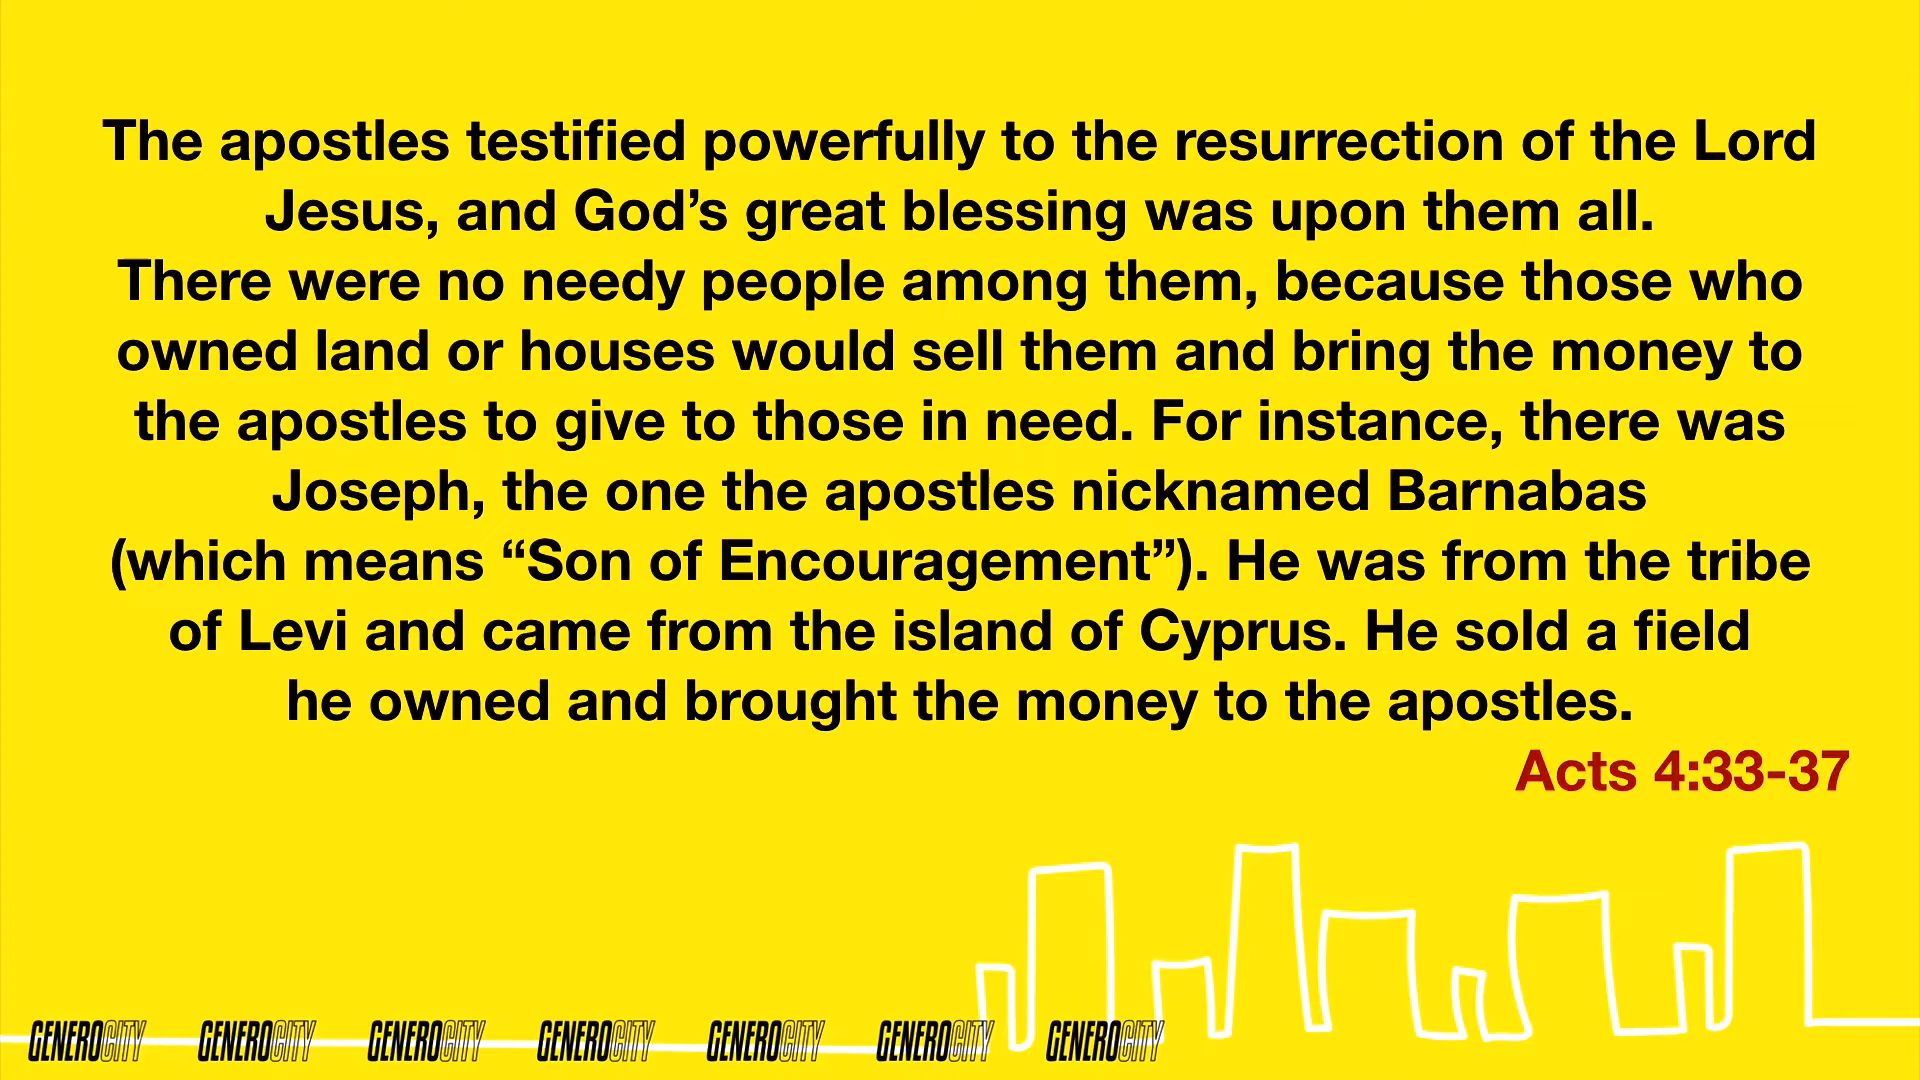 The apostles testified powerfully to the resurrection of the Lord
Jesus, and God’s great blessing was upon them all.
There were no needy people among them, because those who
owned land or houses would sell them and bring the money to
the apostles to give to those in need. For instance, there was
Joseph, the one the apostles nicknamed Barnabas
(which means “Son of Encouragement”). He was from the tribe
of Levi and came from the island of Cyprus. He sold a field
he owned and brought the money to the apostles.
Acts 4:33-37
GENEROCITY GENEROCITY GENEROCITY GENEROCITY GENEROCITY GENEROCITY GENEROCITY